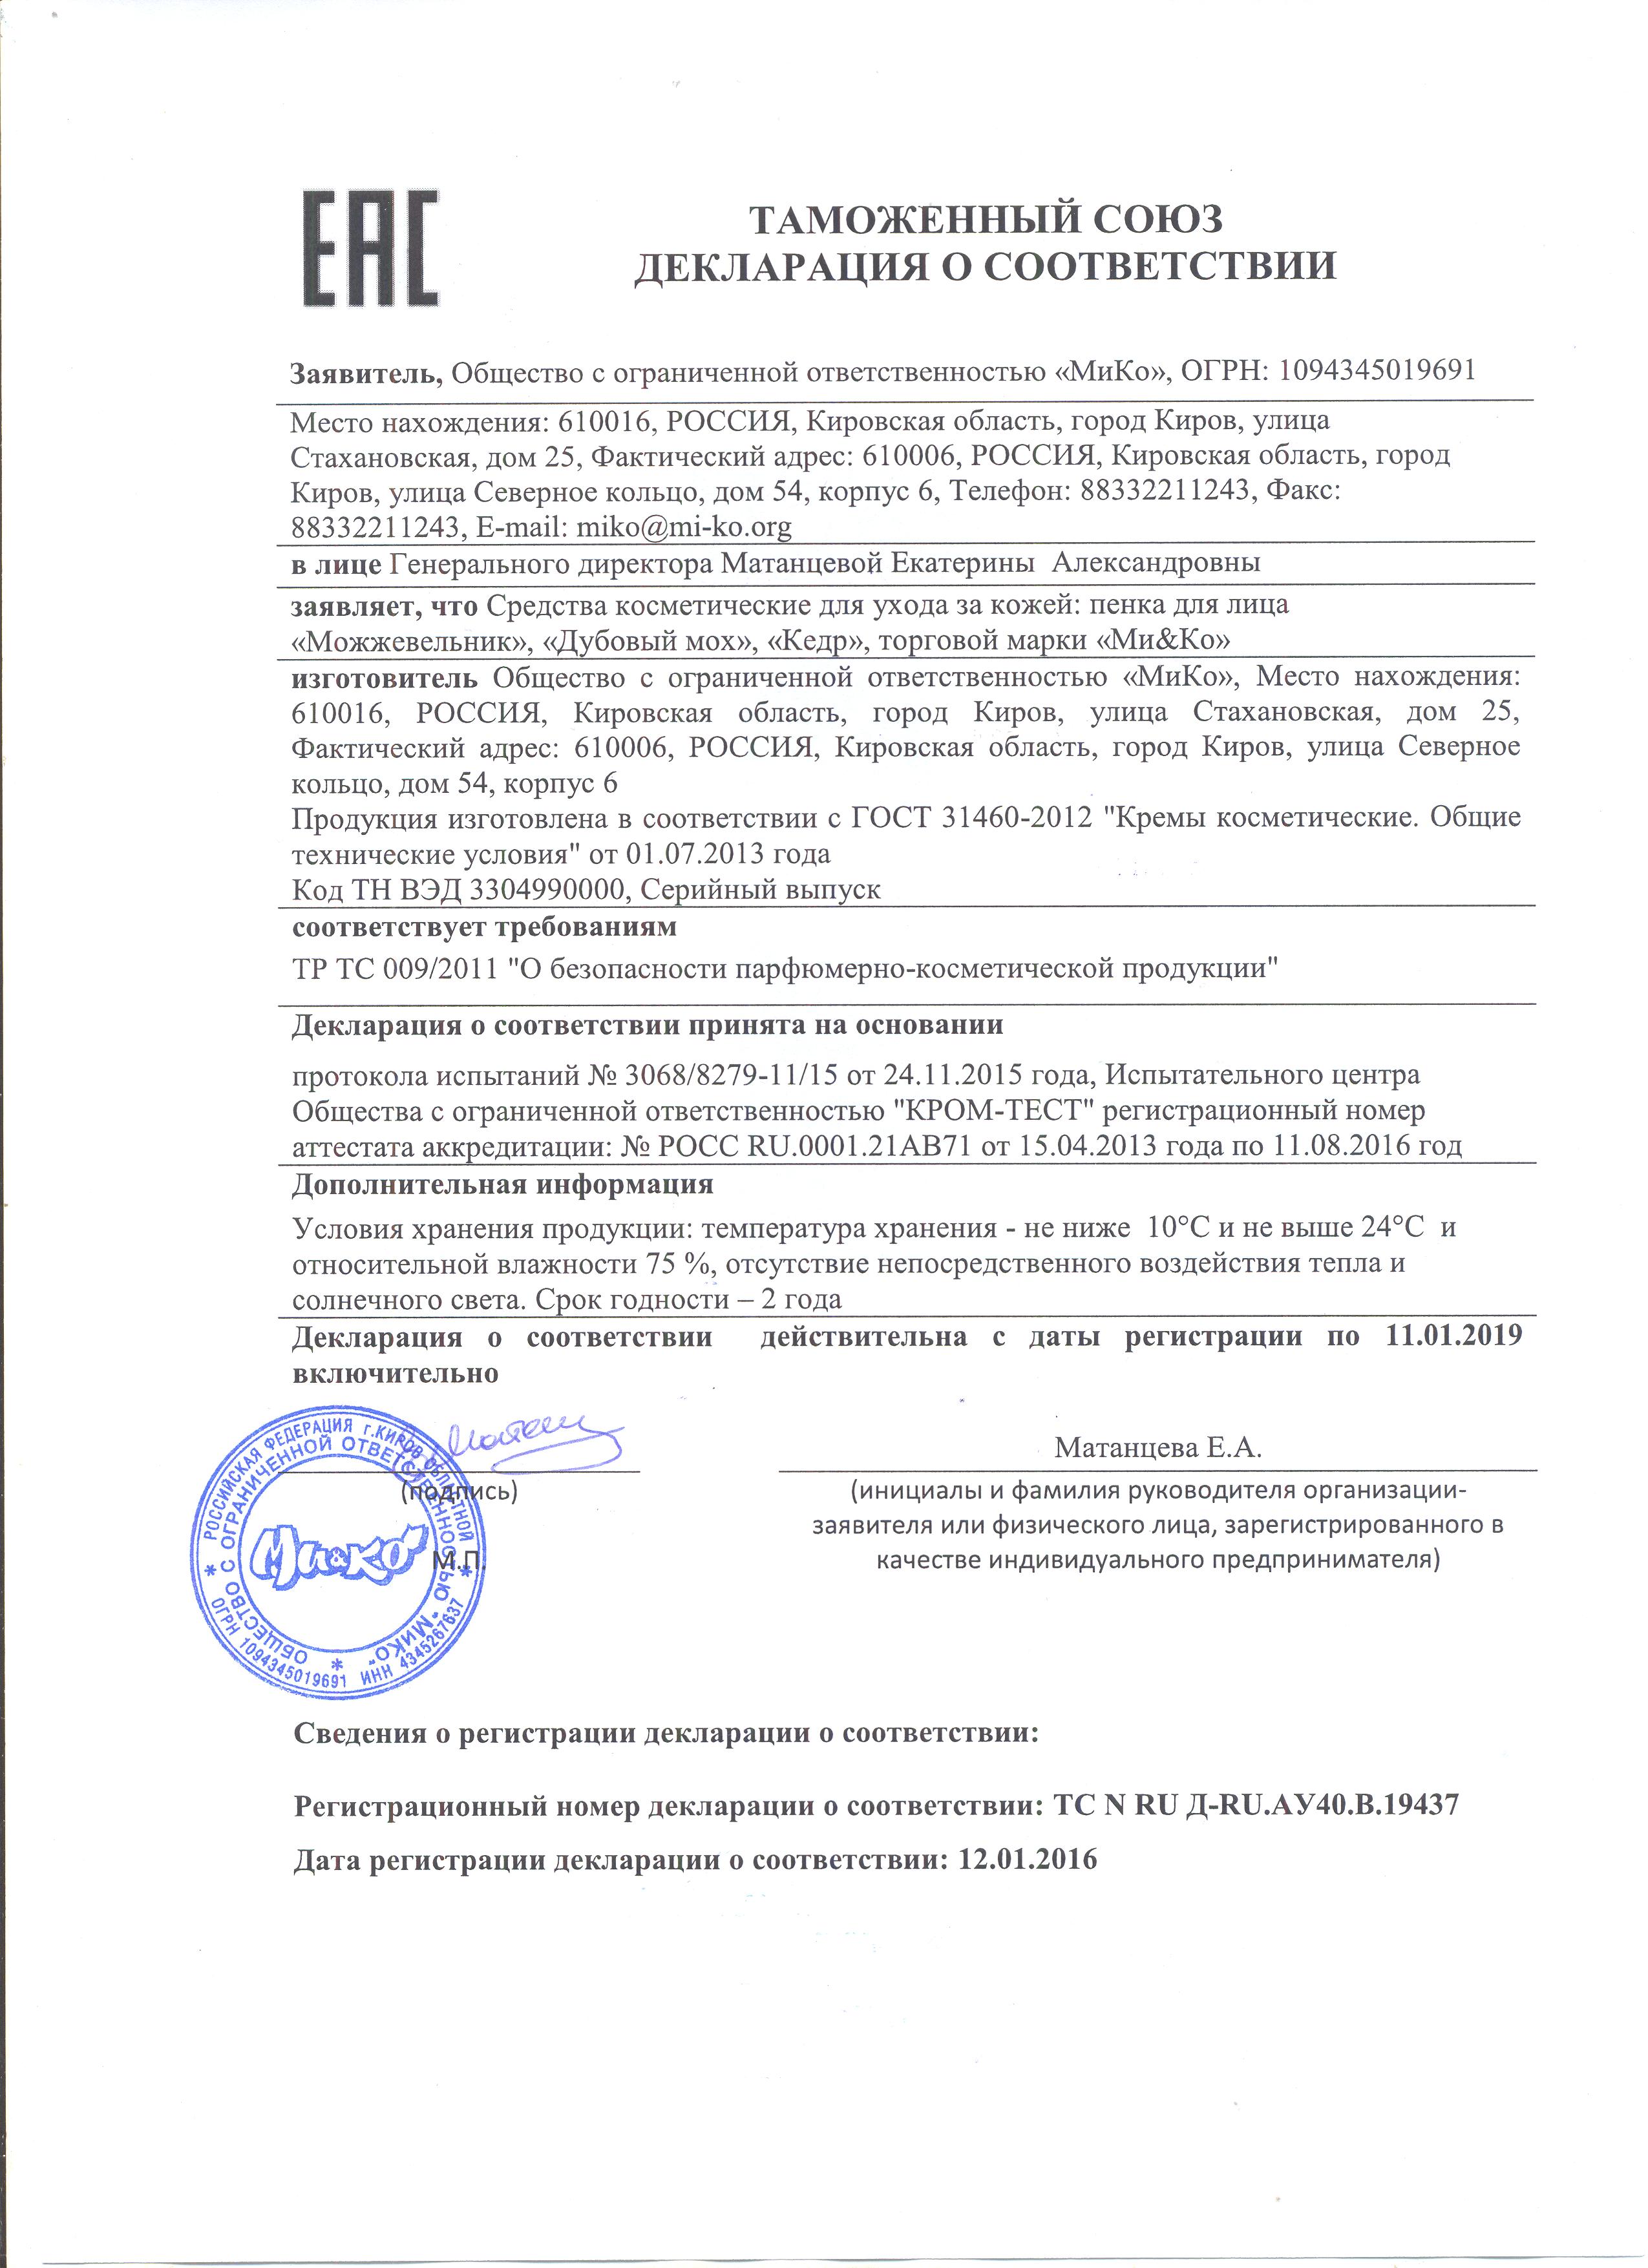 EAC
ТАМОЖЕННЫЙ СОЮЗ
ДЕКЛАРАЦИЯ О СООТВЕТСТВИИ
Заявитель, Общество с ограниченной ответственностью «МиКо», ОГРН: 1094345019691
Место нахождения: 610016, РОССИЯ, Кировская область, город Киров, улица
Стахановская, дом 25, Фактический адрес: 610006, РОССИЯ, Кировская область, город
Киров, улица Северное кольцо, дом 54, корпус 6, Телефон: 88332211243, Факс:
88332211243, E-mail: miko@mi-ko.org
в лице Генерального директора Матанцевой Екатерины Александровны
заявляет, что Средства косметические для ухода за кожей: пенка для лица
«Можжевельник», «Дубовый мох», «Кедр», торговой марки «Ми&Ко»
изготовитель Общество с ограниченной ответственностью «МиКо», Место нахождения:
610016, РОССИЯ, Кировская область, город Киров, улица Стахановская, дом 25,
Фактический адрес: 610006, РОССИЯ, Кировская область, город Киров, улица Северное
кольцо, дом 54, корпус 6
Продукция изготовлена в соответствии с ГОСТ 31460-2012 "Кремы косметические. Общие
технические условия" от 01.07.2013 года
Код ТН ВЭД 3304990000, Серийный выпуск
соответствует требованиям
ТР ТС 009/2011 "О безопасности парфюмерно-косметической продукции"
Декларация о соответствии принята на основании
протокола испытаний № 3068/8279-11/15 от 24.11.2015 года, Испытательного центра
Общества с ограниченной ответственностью "КРОМ-ТЕСТ" регистрационный номер
аттестата аккредитации: № РОСС RU.0001.21АВ71 от 15.04.2013 года по 11.08.2016 год
Дополнительная информация
Условия хранения продукции: температура хранения - не ниже 10°С и не выше 24°С и
относительной влажности 75 %, отсутствие непосредственного воздействия тепла и
солнечного света. Срок годности – 2 года
Декларация о соответствии действительна с даты регистрации по 11.01.2019
включительно
Матанцева Е.А.
(подпись)
(инициалы и фамилия руководителя организации-
заявителя или физического лица, зарегистрированного в
качестве индивидуального предпринимателя)
М.П.
РОССИЙСКАЯ ФЕДЕРАЦИЯ г.КИРОВ ОБЛАСТНОЙ
* ОГРН 1094345019691 ИНН 4345267637 *
ОБЩЕСТВО С ОГРАНИЧЕННОЙ ОТВЕТСТВЕННОСТЬЮ „МИКО" *
Ми&Ко
Сведения о регистрации декларации о соответствии:
Регистрационный номер декларации о соответствии: ТС N RU Д-RU.АУ40.В.19437
Дата регистрации декларации о соответствии: 12.01.2016